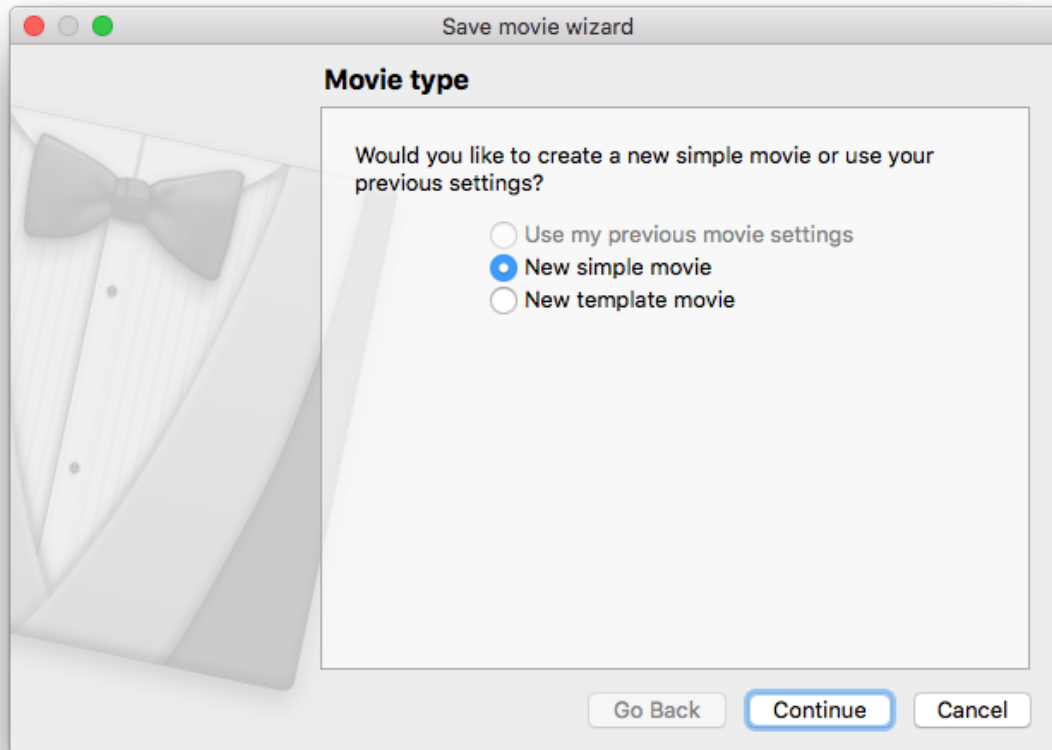 Save movie wizard
Movie type
Would you like to create a new simple movie or use your
previous settings?
Use my previous movie settings
New simple movie
New template movie
Go Back
Continue
Cancel